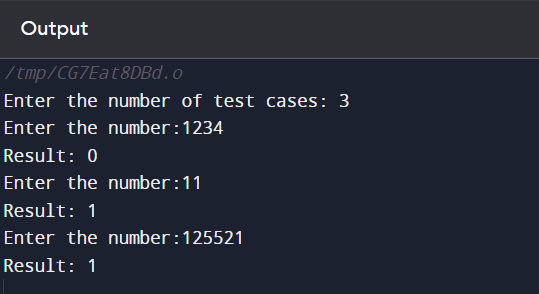 Output
/tmp/CG7Eat8DBd.o
Enter the number of test cases: 3
Enter the number:1234
Result: 0
Enter the number:11
Result: 1
Enter the number:125521
Result: 1